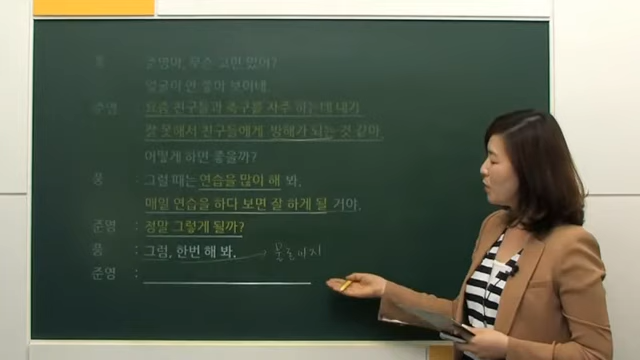 퐁 : 준영아, 무슨 고민 있어?
얼굴이 안 좋아 보이네.
준영 : 요즘 친구들과 축구를 자주 하는데 내가
잘 못해서 친구들에게 방해가 되는 것 같아.
어떻게 하면 좋을까?
퐁 : 그럴 때는 연습을 많이 해 봐.
매일 연습을 하다 보면 잘 하게 될 거야.
준영 : 정말 그렇게 될까?
퐁 : 그럼, 한번 해 봐.
준영 :